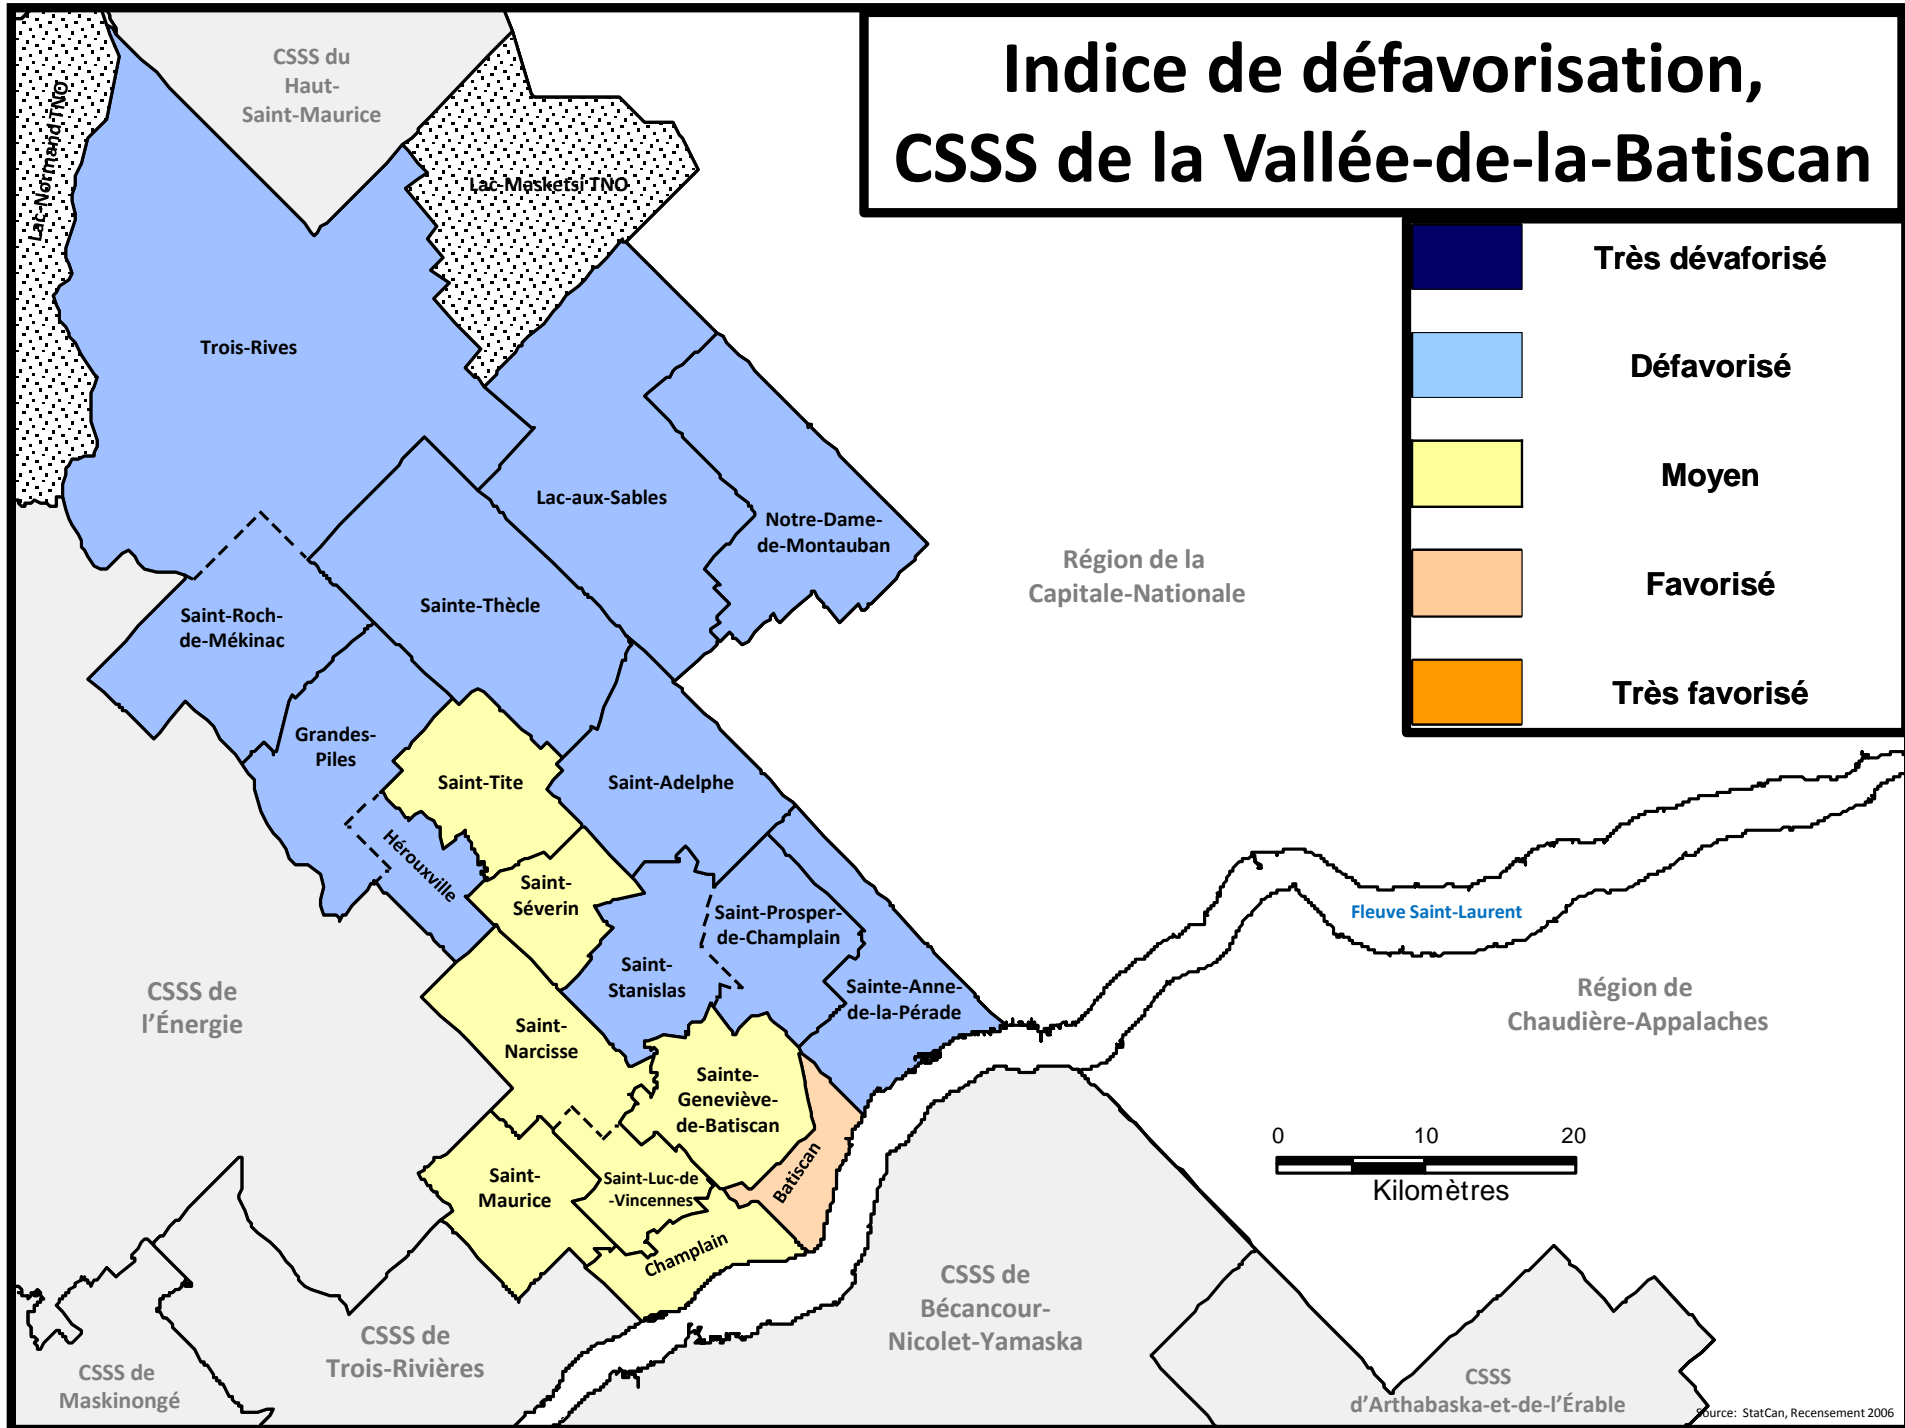 Indice de défavorisation,
CSSS de la Vallée-de-la-Batiscan
Très dévaforisé
Défavorisé
Moyen
Favorisé
Très favorisé
CSSS du
Haut-
Saint-Maurice
Lac-Normand TNO
Lac-Masketsi TNO
Trois-Rives
Lac-aux-Sables
Notre-Dame-
de-Montauban
Région de la
Capitale-Nationale
Sainte-Thècle
Saint-Roch-
de-Mékinac
Grandes-
Piles
Saint-Tite
Saint-Adelphe
Hérouxville
Saint-
Séverin
Saint-Prosper-
de-Champlain
Saint-
Stanislas
Sainte-Anne-
de-la-Pérade
Fleuve Saint-Laurent
CSSS de
l’Énergie
Région de
Chaudière-Appalaches
Saint-
Narcisse
Sainte-
Geneviève-
de-Batiscan
Batiscan
Saint-
Maurice
Saint-Luc-de
-Vincennes
Champlain
0 10 20
Kilomètres
CSSS de
Bécancour-
Nicolet-Yamaska
CSSS de
Trois-Rivières
CSSS de
Maskinongé
CSSS
d’Arthabaska-et-de-l’Érable
Source: StatCan, Recensement 2006